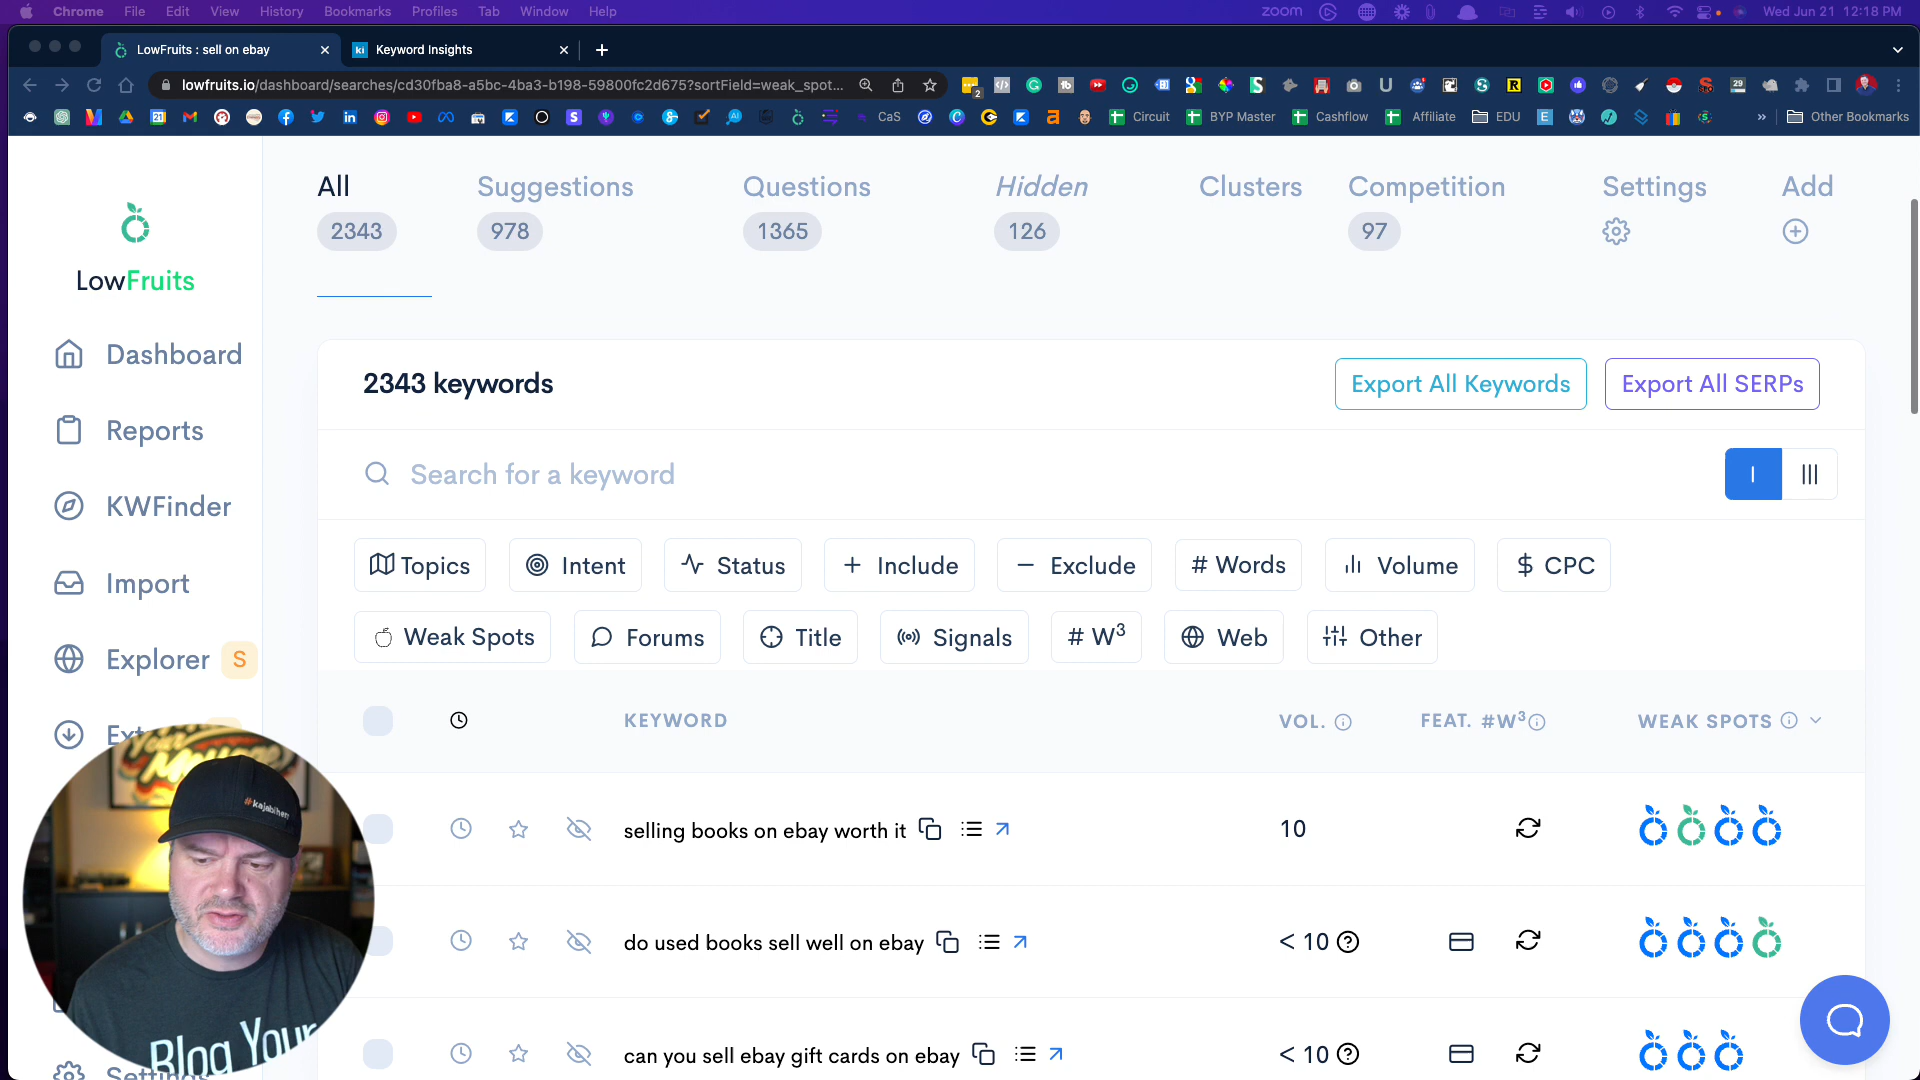 Chrome File Edit View History Bookmarks Profiles Tab Window Help zoom Wed Jun 21 12:18 PM
LowFruits : sell on ebay Keyword Insights
lowfruits.io/dashboard/searches/cd30fba8-a5bc-4ba3-b198-59800fc2d675?sortField=weak_spot...
CaS Circuit BYP Master Cashflow Affiliate EDU Other Bookmarks
All Suggestions Questions Hidden Clusters Competition Settings Add
2343 978 1365 126 97
LowFruits
Dashboard
Reports
KWFinder
Import
Explorer S
2343 keywords Export All Keywords Export All SERPs
Search for a keyword
Topics Intent Status Include Exclude # Words Volume CPC
Weak Spots Forums Title Signals # W³ Web Other
KEYWORD VOL. FEAT. #W³ WEAK SPOTS
selling books on ebay worth it 10
do used books sell well on ebay < 10
can you sell ebay gift cards on ebay < 10
#kajabihero
Blog Your
Settings